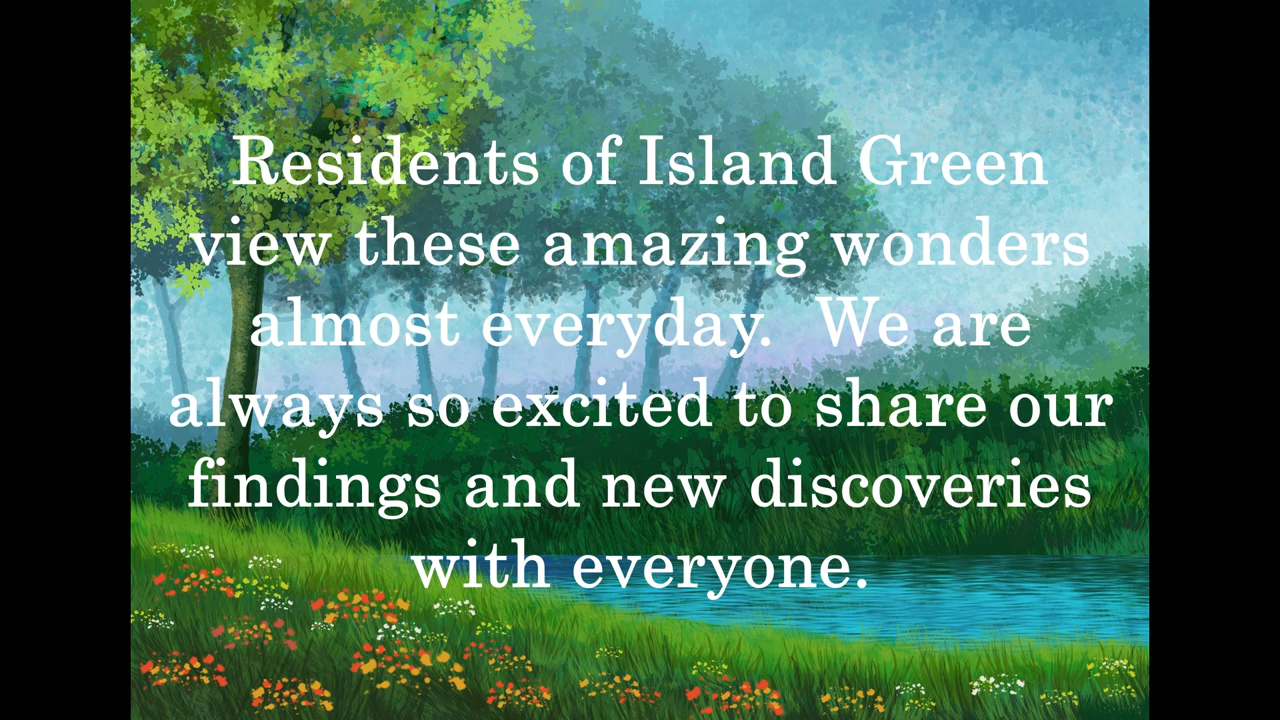 Residents of Island Green
view these amazing wonders
almost everyday.  We are
always so excited to share our
findings and new discoveries
with everyone.